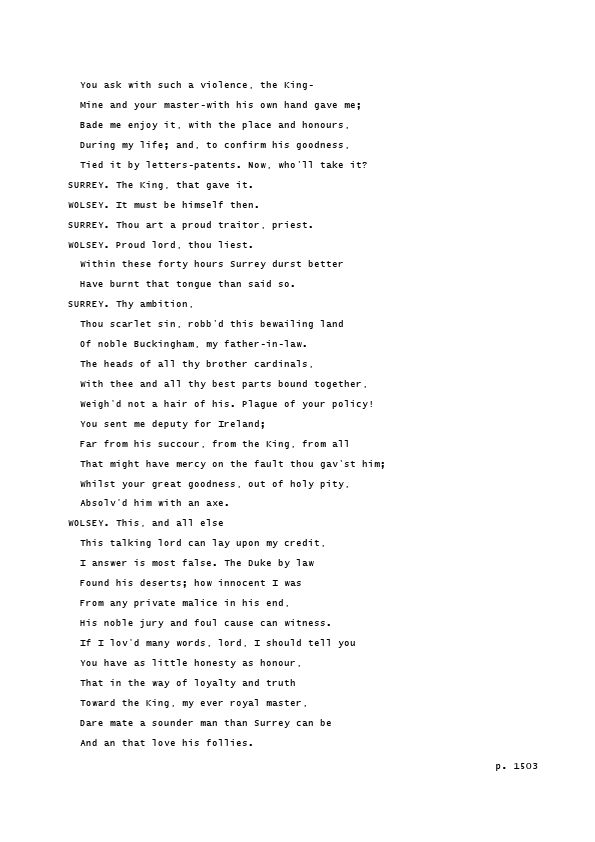 You ask with such a violence, the King-
Mine and your master-with his own hand gave me;
Bade me enjoy it, with the place and honours,
During my life; and, to confirm his goodness,
Tied it by letters-patents. Now, who'll take it?
SURREY. The King, that gave it.
WOLSEY. It must be himself then.
SURREY. Thou art a proud traitor, priest.
WOLSEY. Proud lord, thou liest.
Within these forty hours Surrey durst better
Have burnt that tongue than said so.
SURREY. Thy ambition,
Thou scarlet sin, robb'd this bewailing land
Of noble Buckingham, my father-in-law.
The heads of all thy brother cardinals,
With thee and all thy best parts bound together,
Weigh'd not a hair of his. Plague of your policy!
You sent me deputy for Ireland;
Far from his succour, from the King, from all
That might have mercy on the fault thou gav'st him;
Whilst your great goodness, out of holy pity,
Absolv'd him with an axe.
WOLSEY. This, and all else
This talking lord can lay upon my credit,
I answer is most false. The Duke by law
Found his deserts; how innocent I was
From any private malice in his end,
His noble jury and foul cause can witness.
If I lov'd many words, lord, I should tell you
You have as little honesty as honour,
That in the way of loyalty and truth
Toward the King, my ever royal master,
Dare mate a sounder man than Surrey can be
And an that love his follies.
p. 1503